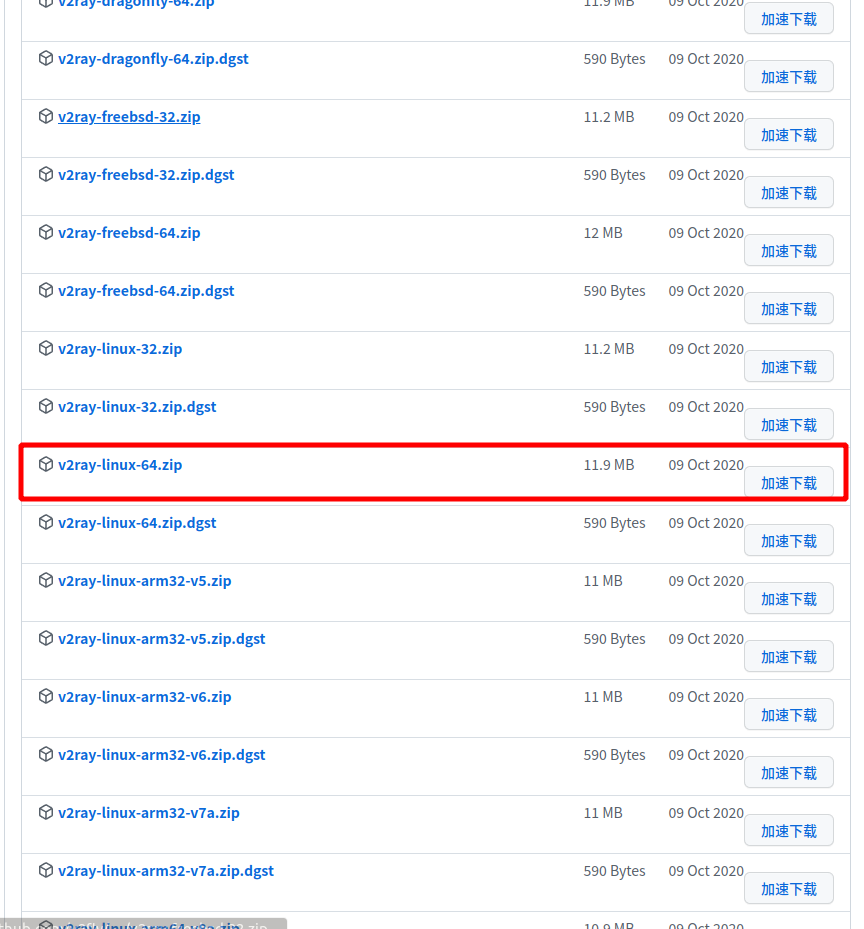 v2ray-dragonfly-64.zip 11.9 MB 09 Oct 2020 加速下载
v2ray-dragonfly-64.zip.dgst 590 Bytes 09 Oct 2020 加速下载
v2ray-freebsd-32.zip 11.2 MB 09 Oct 2020 加速下载
v2ray-freebsd-32.zip.dgst 590 Bytes 09 Oct 2020 加速下载
v2ray-freebsd-64.zip 12 MB 09 Oct 2020 加速下载
v2ray-freebsd-64.zip.dgst 590 Bytes 09 Oct 2020 加速下载
v2ray-linux-32.zip 11.2 MB 09 Oct 2020 加速下载
v2ray-linux-32.zip.dgst 590 Bytes 09 Oct 2020 加速下载
v2ray-linux-64.zip 11.9 MB 09 Oct 2020 加速下载
v2ray-linux-64.zip.dgst 590 Bytes 09 Oct 2020 加速下载
v2ray-linux-arm32-v5.zip 11 MB 09 Oct 2020 加速下载
v2ray-linux-arm32-v5.zip.dgst 590 Bytes 09 Oct 2020 加速下载
v2ray-linux-arm32-v6.zip 11 MB 09 Oct 2020 加速下载
v2ray-linux-arm32-v6.zip.dgst 590 Bytes 09 Oct 2020 加速下载
v2ray-linux-arm32-v7a.zip 11 MB 09 Oct 2020 加速下载
v2ray-linux-arm32-v7a.zip.dgst 590 Bytes 09 Oct 2020 加速下载
v2ray-linux-arm64-v8a.zip 10.9 MB 09 Oct 2020